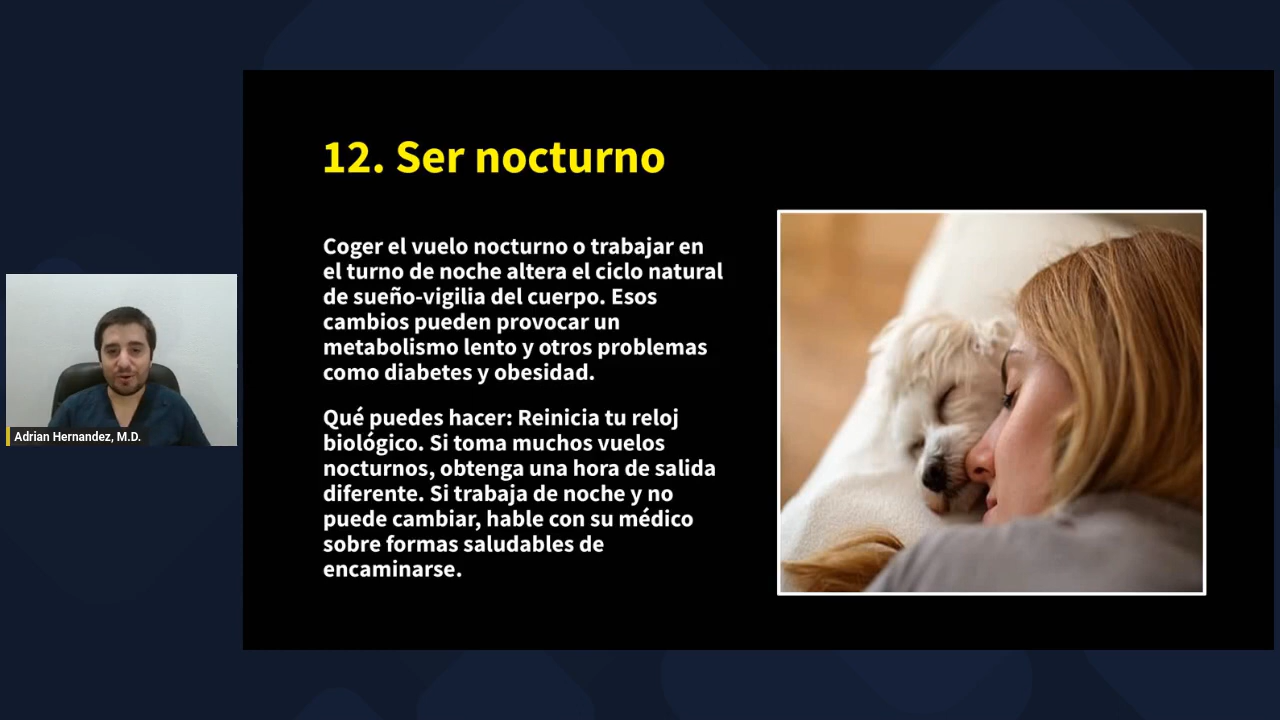 12. Ser nocturno
Coger el vuelo nocturno o trabajar en
el turno de noche altera el ciclo natural
de sueño-vigilia del cuerpo. Esos
cambios pueden provocar un
metabolismo lento y otros problemas
como diabetes y obesidad.
Qué puedes hacer: Reinicia tu reloj
biológico. Si toma muchos vuelos
nocturnos, obtenga una hora de salida
diferente. Si trabaja de noche y no
puede cambiar, hable con su médico
sobre formas saludables de
encaminarse.
Adrian Hernandez, M.D.